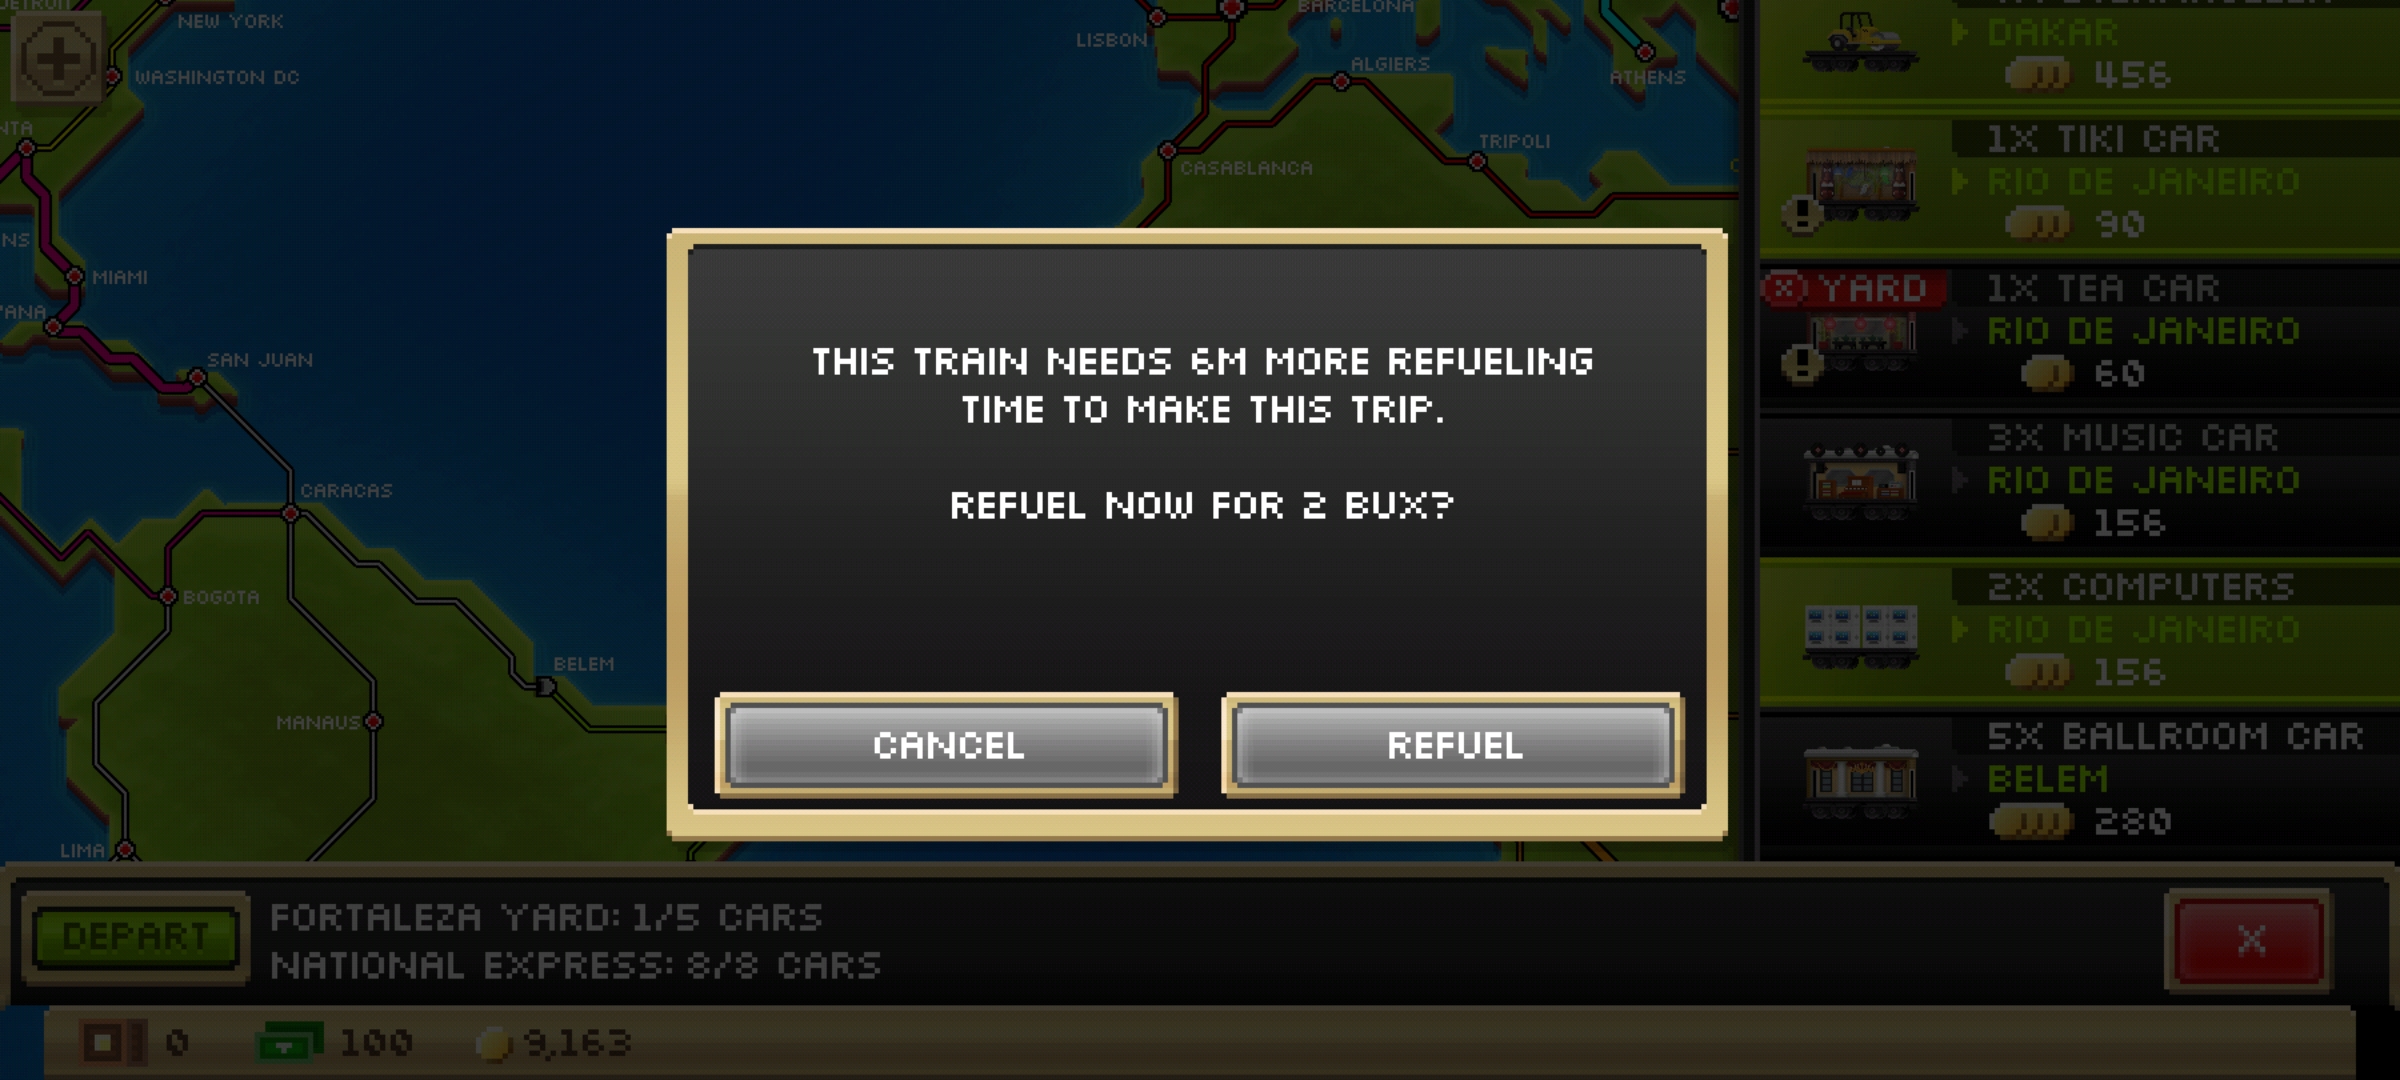 NEW YORK
WASHINGTON DC
MIAMI
SAN JUAN
CARACAS
BOGOTA
MANAUS
BELEM
LIMA
LISBON
BARCELONA
ALGIERS
ATHENS
CASABLANCA
TRIPOLI
THIS TRAIN NEEDS 6M MORE REFUELING
TIME TO MAKE THIS TRIP.
REFUEL NOW FOR 2 BUX?
CANCEL
REFUEL
DAKAR
456
1X TIKI CAR
RIO DE JANEIRO
90
YARD
1X TEA CAR
RIO DE JANEIRO
60
3X MUSIC CAR
RIO DE JANEIRO
156
2X COMPUTERS
RIO DE JANEIRO
156
5X BALLROOM CAR
BELEM
280
DEPART
FORTALEZA YARD: 1/5 CARS
NATIONAL EXPRESS: 8/8 CARS
X
0
100
9,163